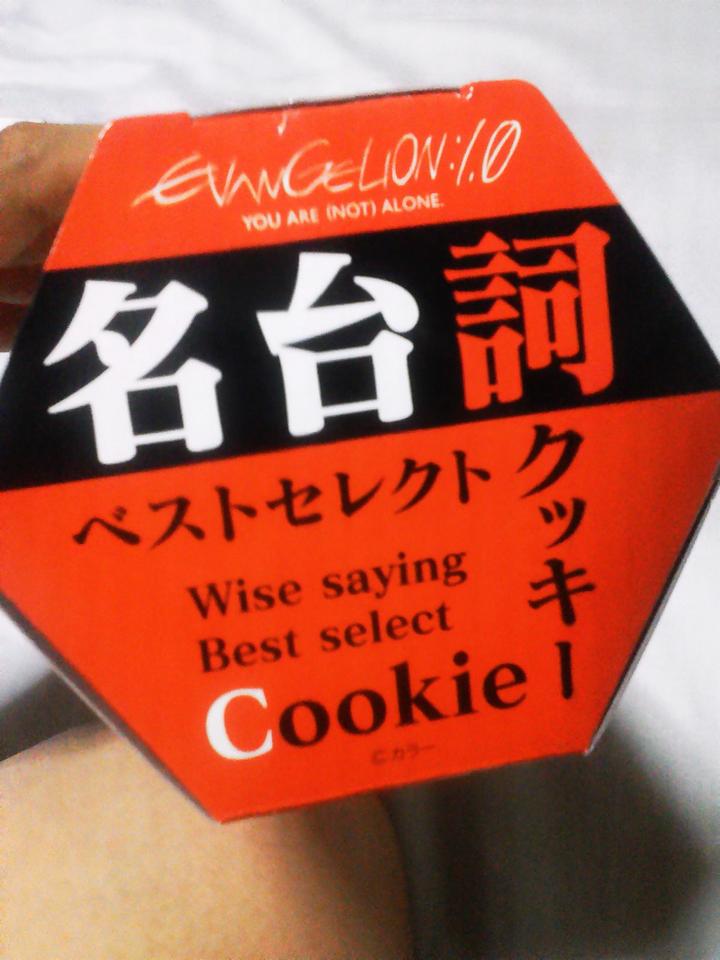 EVANGELION:1.0
YOU ARE (NOT) ALONE.
名台詞
ベストセレクト
クッキー
Wise saying
Best select
Cookie
©カラー